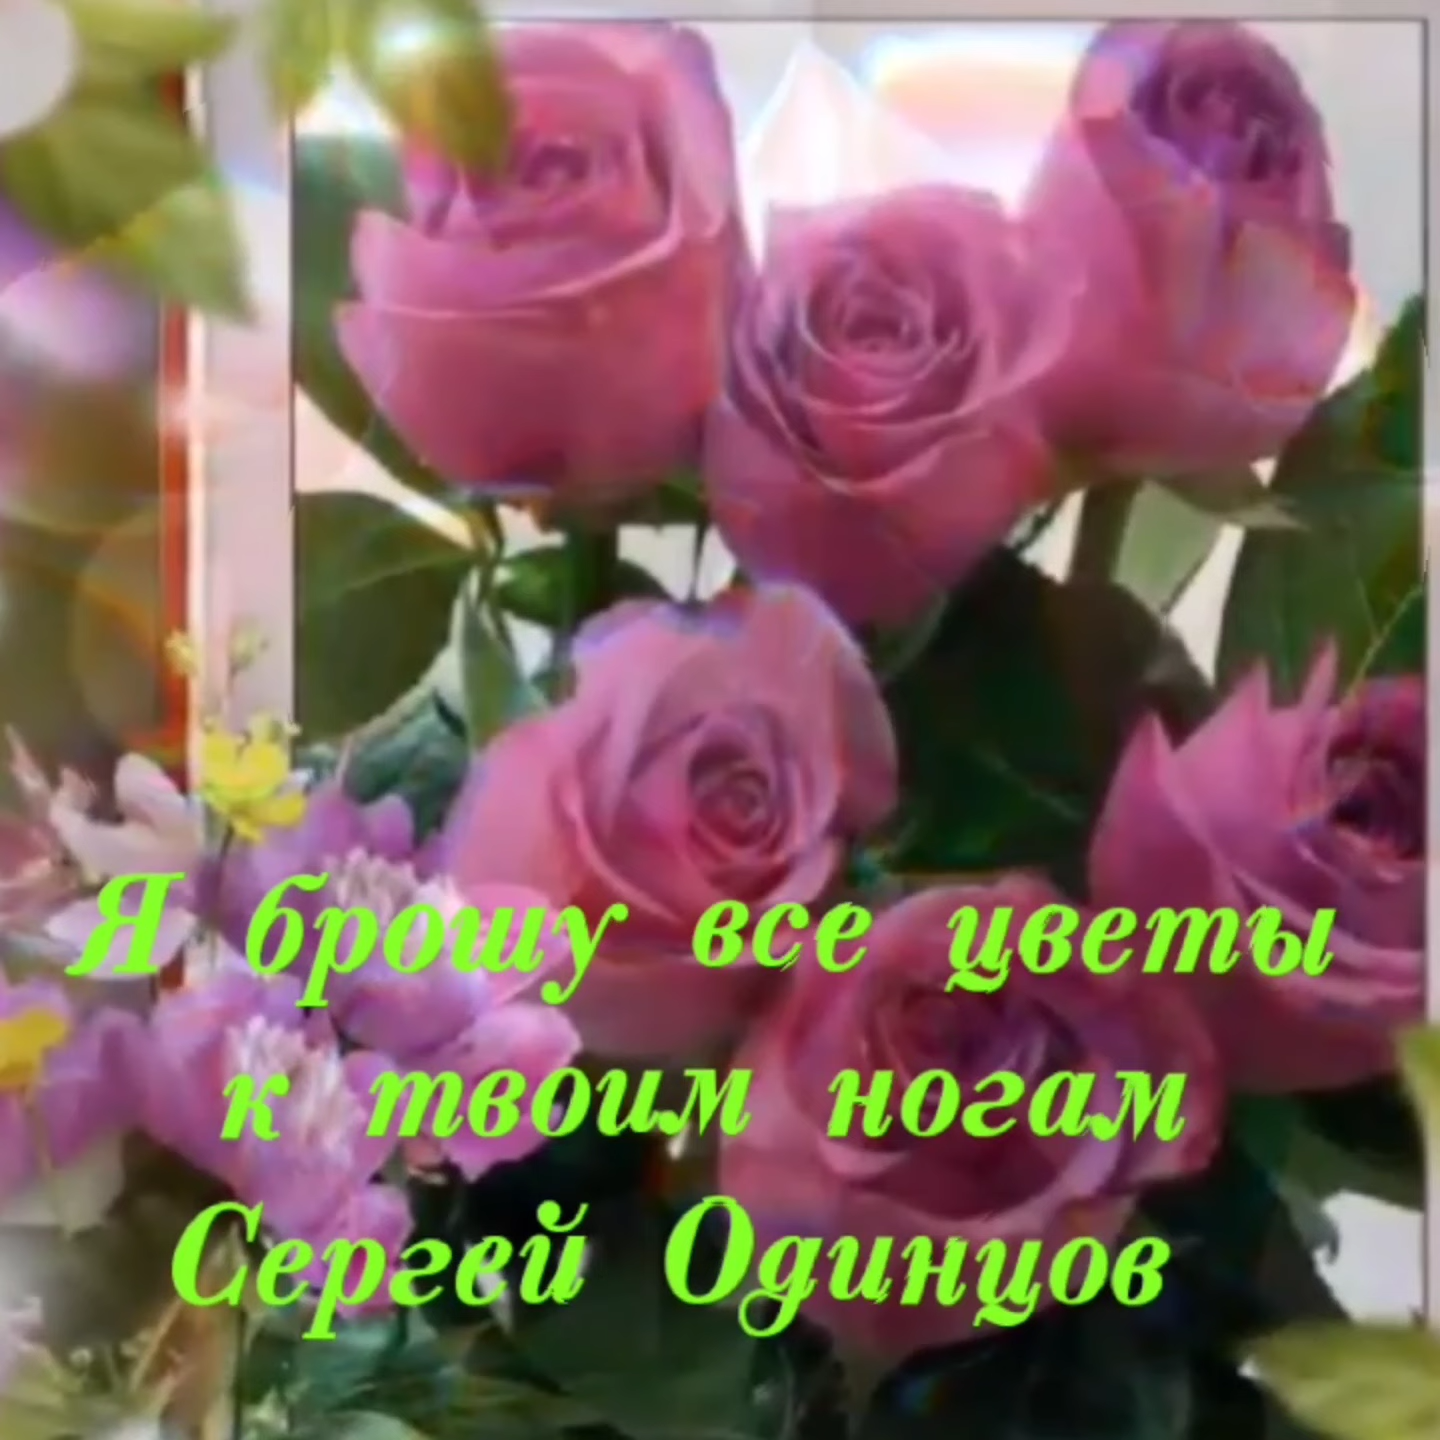 Я брошу все цветы
к твоим ногам
Сергей Одинцов